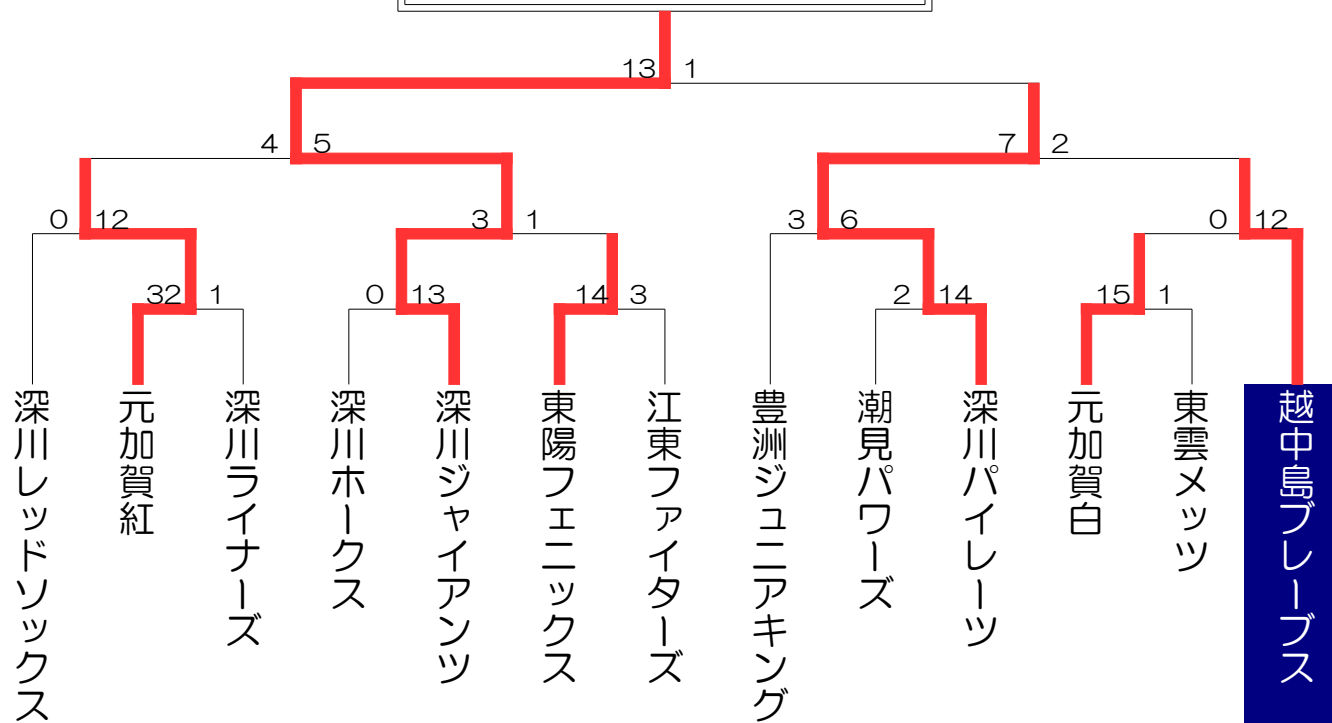 13 1
4 5
7 2
0 12
3 1
3 6
0 12
32 1
0 13
14 3
2 14
15 1
深川レッドソックス
元加賀紅
深川ライナーズ
深川ホークス
深川ジャイアンツ
東陽フェニックス
江東ファイターズ
豊洲ジュニアキング
潮見パワーズ
深川パイレーツ
元加賀白
東雲メッツ
越中島ブレーブス